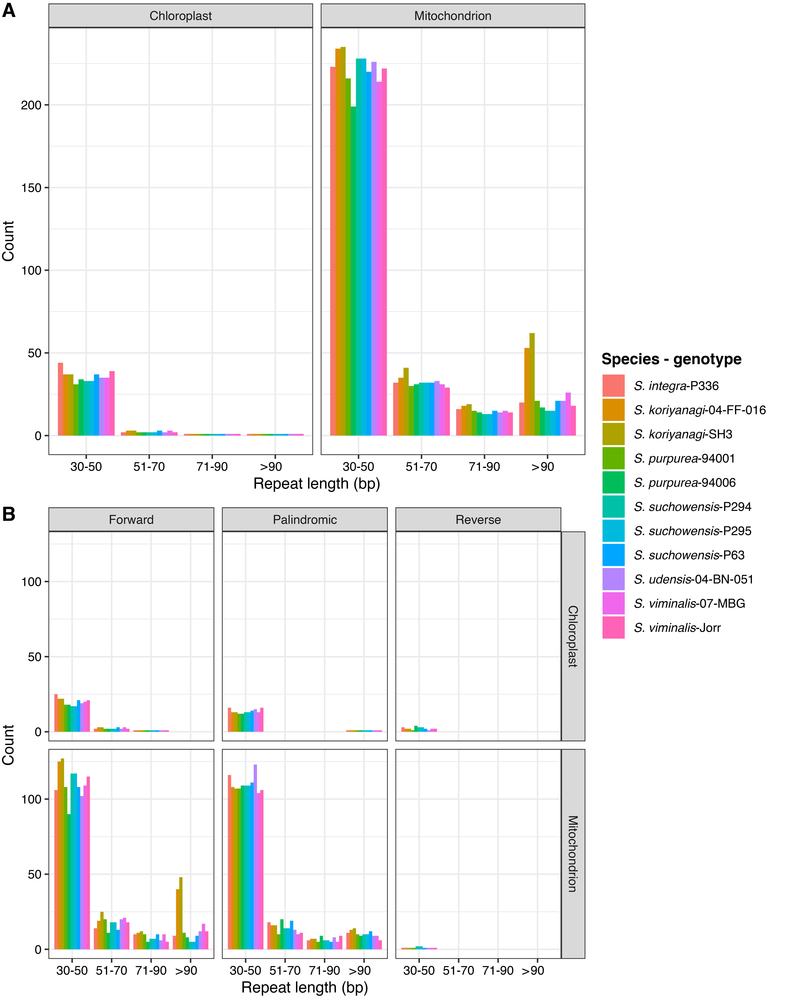 A
Chloroplast
Mitochondrion
Count
200
150
100
50
0
30-50
51-70
71-90
>90
30-50
51-70
71-90
>90
Repeat length (bp)
Species - genotype
S. integra-P336
S. koriyanagi-04-FF-016
S. koriyanagi-SH3
S. purpurea-94001
S. purpurea-94006
S. suchowensis-P294
S. suchowensis-P295
S. suchowensis-P63
S. udensis-04-BN-051
S. viminalis-07-MBG
S. viminalis-Jorr
B
Forward
Palindromic
Reverse
Count
100
50
0
Chloroplast
100
50
0
Mitochondrion
30-50
51-70
71-90
>90
30-50
51-70
71-90
>90
30-50
51-70
71-90
>90
Repeat length (bp)